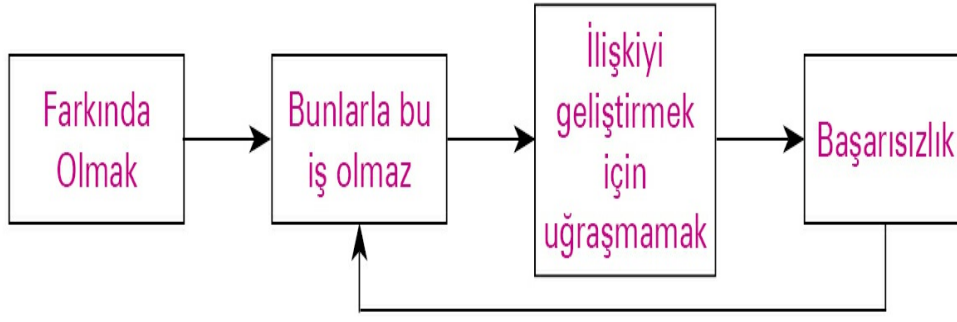 Farkında
Olmak
Bunlarla bu
iş olmaz
İlişkiyi
geliştirmek
için
uğraşmamak
Başarısızlık